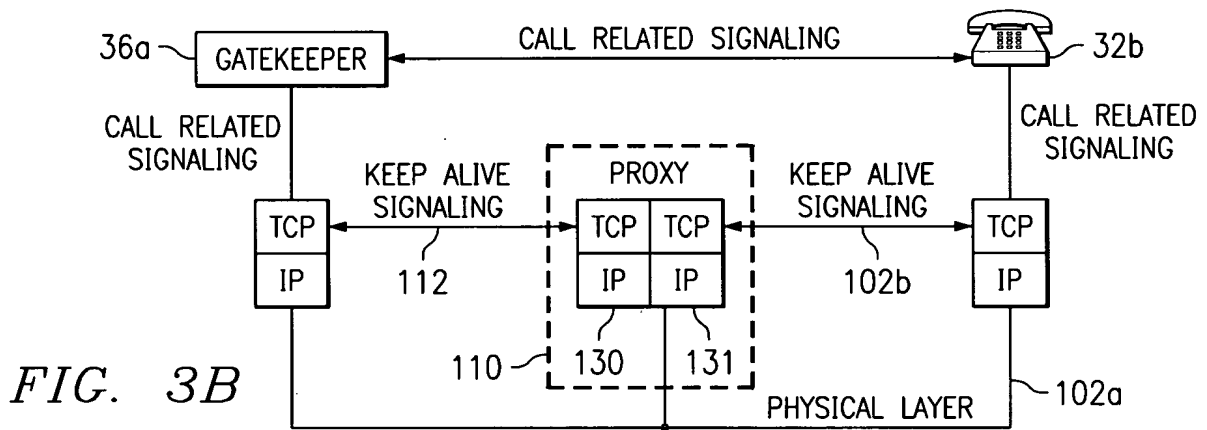 36a
GATEKEEPER
CALL RELATED SIGNALING
32b
CALL RELATED
SIGNALING
CALL RELATED
SIGNALING
KEEP ALIVE
SIGNALING
PROXY
KEEP ALIVE
SIGNALING
TCP
TCP TCP
TCP
IP
IP IP
IP
112
102b
110
130
131
102a
PHYSICAL LAYER
FIG. 3B